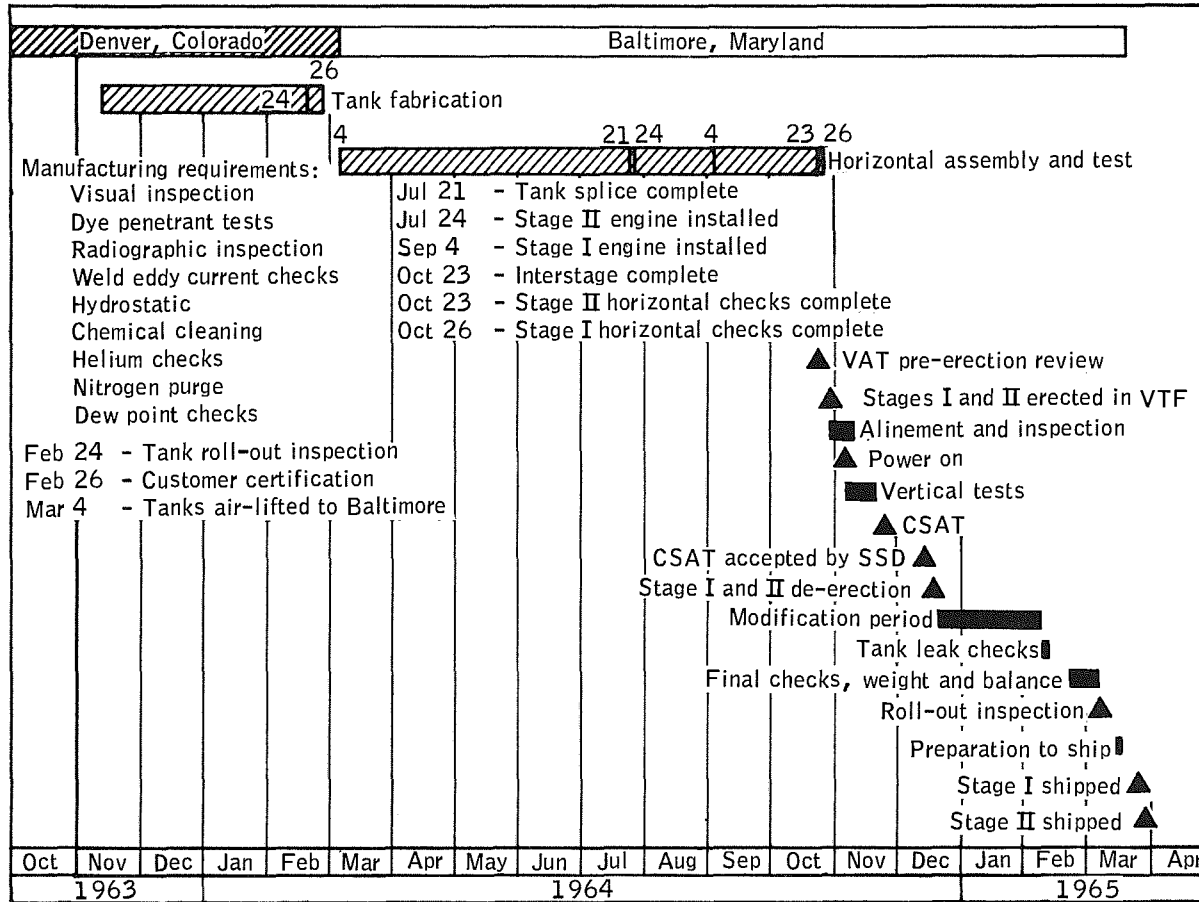 Denver, Colorado
Baltimore, Maryland
26
24
Tank fabrication
4
21 24
4
23 26
Horizontal assembly and test
Manufacturing requirements:
Visual inspection
Dye penetrant tests
Radiographic inspection
Weld eddy current checks
Hydrostatic
Chemical cleaning
Helium checks
Nitrogen purge
Dew point checks
Feb 24 - Tank roll-out inspection
Feb 26 - Customer certification
Mar 4 - Tanks air-lifted to Baltimore
Jul 21 - Tank splice complete
Jul 24 - Stage II engine installed
Sep 4 - Stage I engine installed
Oct 23 - Interstage complete
Oct 23 - Stage II horizontal checks complete
Oct 26 - Stage I horizontal checks complete
VAT pre-erection review
Stages I and II erected in VTF
Alinement and inspection
Power on
Vertical tests
CSAT
CSAT accepted by SSD
Stage I and II de-erection
Modification period
Tank leak checks
Final checks, weight and balance
Roll-out inspection
Preparation to ship
Stage I shipped
Stage II shipped
Oct Nov Dec Jan Feb Mar Apr May Jun Jul Aug Sep Oct Nov Dec Jan Feb Mar Apr
1963 1964 1965